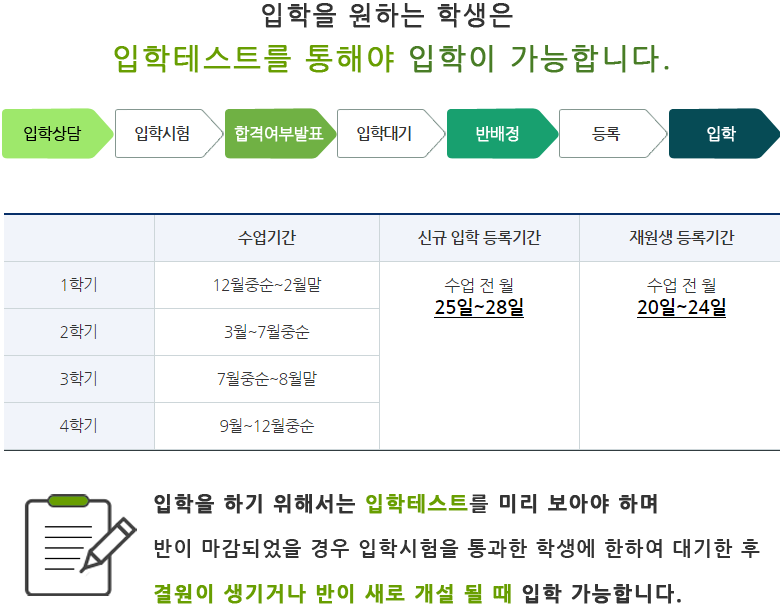 입학을 원하는 학생은
입학테스트를 통해야 입학이 가능합니다.
입학상담 입학시험 합격여부발표 입학대기 반배정 등록 입학
수업기간 신규 입학 등록기간 재원생 등록기간
1학기 12월중순~2월말 수업 전 월 25일~28일 수업 전 월 20일~24일
2학기 3월~7월중순
3학기 7월중순~8월말
4학기 9월~12월중순
입학을 하기 위해서는 입학테스트를 미리 보아야 하며
반이 마감되었을 경우 입학시험을 통과한 학생에 한하여 대기한 후
결원이 생기거나 반이 새로 개설 될 때 입학 가능합니다.